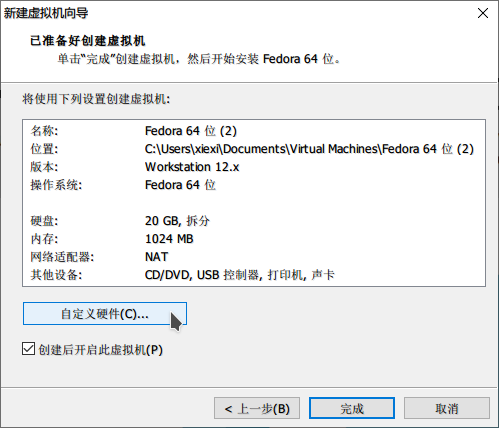 新建虚拟机向导
已准备好创建虚拟机
单击“完成”创建虚拟机，然后开始安装 Fedora 64 位。
将使用下列设置创建虚拟机:
名称: Fedora 64 位 (2)
位置: C:\Users\xiexi\Documents\Virtual Machines\Fedora 64 位 (2)
版本: Workstation 12.x
操作系统: Fedora 64 位
硬盘: 20 GB, 拆分
内存: 1024 MB
网络适配器: NAT
其他设备: CD/DVD, USB 控制器, 打印机, 声卡
自定义硬件(C)...
创建后开启此虚拟机(P)
< 上一步(B) 完成 取消